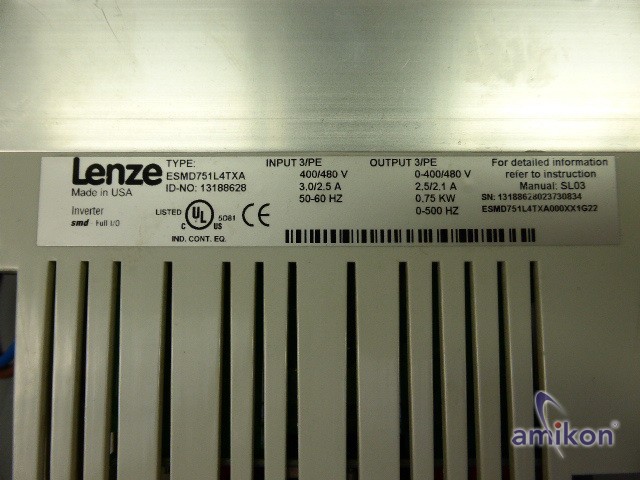 Lenze
Made in USA
Inverter
smd - Full I/O
TYPE:
ESMD751L4TXA
ID-NO: 13188628
LISTED
C UL US
5081
IND. CONT. EQ.
CE
INPUT 3/PE
400/480 V
3.0/2.5 A
50-60 HZ
OUTPUT 3/PE
0-400/480 V
2.5/2.1 A
0,75 KW
0-500 HZ
For detailed information
refer to instruction
Manual: SL03
SN: 13188628023730834
ESMD751L4TXA000XX1G22
amikon